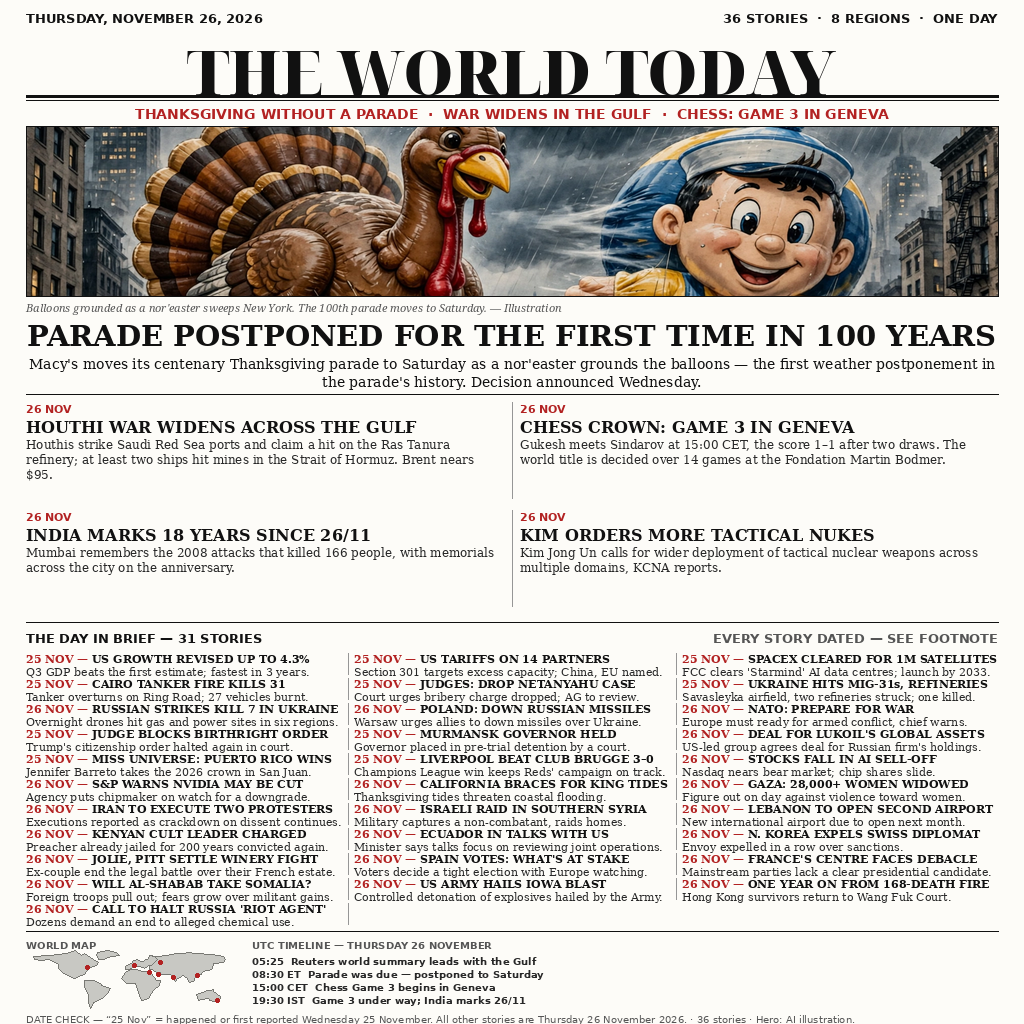 THURSDAY, NOVEMBER 26, 2026
36 STORIES · 8 REGIONS · ONE DAY
THE WORLD TODAY
THANKSGIVING WITHOUT A PARADE · WAR WIDENS IN THE GULF · CHESS: GAME 3 IN GENEVA
Balloons grounded as a nor'easter sweeps New York. The 100th parade moves to Saturday. — Illustration
PARADE POSTPONED FOR THE FIRST TIME IN 100 YEARS
Macy's moves its centenary Thanksgiving parade to Saturday as a nor'easter grounds the balloons — the first weather postponement in
the parade's history. Decision announced Wednesday.
26 NOV
HOUTHI WAR WIDENS ACROSS THE GULF
Houthis strike Saudi Red Sea ports and claim a hit on the Ras Tanura
refinery; at least two ships hit mines in the Strait of Hormuz. Brent nears
$95.
26 NOV
CHESS CROWN: GAME 3 IN GENEVA
Gukesh meets Sindarov at 15:00 CET, the score 1–1 after two draws. The
world title is decided over 14 games at the Fondation Martin Bodmer.
26 NOV
INDIA MARKS 18 YEARS SINCE 26/11
Mumbai remembers the 2008 attacks that killed 166 people, with memorials
across the city on the anniversary.
26 NOV
KIM ORDERS MORE TACTICAL NUKES
Kim Jong Un calls for wider deployment of tactical nuclear weapons across
multiple domains, KCNA reports.
THE DAY IN BRIEF — 31 STORIES
EVERY STORY DATED — SEE FOOTNOTE
25 NOV — US GROWTH REVISED UP TO 4.3%
Q3 GDP beats the first estimate; fastest in 3 years.
25 NOV — CAIRO TANKER FIRE KILLS 31
Tanker overturns on Ring Road; 27 vehicles burnt.
26 NOV — RUSSIAN STRIKES KILL 7 IN UKRAINE
Overnight drones hit gas and power sites in six regions.
25 NOV — JUDGE BLOCKS BIRTHRIGHT ORDER
Trump's citizenship order halted again in court.
25 NOV — MISS UNIVERSE: PUERTO RICO WINS
Jennifer Barreto takes the 2026 crown in San Juan.
26 NOV — S&P WARNS NVIDIA MAY BE CUT
Agency puts chipmaker on watch for a downgrade.
26 NOV — IRAN TO EXECUTE TWO PROTESTERS
Executions reported as crackdown on dissent continues.
26 NOV — KENYAN CULT LEADER CHARGED
Preacher already jailed for 200 years convicted again.
26 NOV — JOLIE, PITT SETTLE WINERY FIGHT
Ex-couple end the legal battle over their French estate.
26 NOV — WILL AL-SHABAB TAKE SOMALIA?
Foreign troops pull out; fears grow over militant gains.
26 NOV — CALL TO HALT RUSSIA 'RIOT AGENT'
Dozens demand an end to alleged chemical use.
25 NOV — US TARIFFS ON 14 PARTNERS
Section 301 targets excess capacity; China, EU named.
25 NOV — JUDGES: DROP NETANYAHU CASE
Court urges bribery charge dropped; AG to review.
26 NOV — POLAND: DOWN RUSSIAN MISSILES
Warsaw urges allies to down missiles over Ukraine.
25 NOV — MURMANSK GOVERNOR HELD
Governor placed in pre-trial detention by a court.
25 NOV — LIVERPOOL BEAT CLUB BRUGGE 3–0
Champions League win keeps Reds' campaign on track.
26 NOV — CALIFORNIA BRACES FOR KING TIDES
Thanksgiving tides threaten coastal flooding.
26 NOV — ISRAELI RAID IN SOUTHERN SYRIA
Military captures a non-combatant, raids homes.
26 NOV — ECUADOR IN TALKS WITH US
Minister says talks focus on reviewing joint operations.
26 NOV — SPAIN VOTES: WHAT'S AT STAKE
Voters decide a tight election with Europe watching.
26 NOV — US ARMY HAILS IOWA BLAST
Controlled detonation of explosives hailed by the Army.
25 NOV — SPACEX CLEARED FOR 1M SATELLITES
FCC clears 'Starmind' AI data centres; launch by 2033.
25 NOV — UKRAINE HITS MIG-31s, REFINERIES
Savasleyka airfield, two refineries struck; one killed.
26 NOV — NATO: PREPARE FOR WAR
Europe must ready for armed conflict, chief warns.
26 NOV — DEAL FOR LUKOIL'S GLOBAL ASSETS
US-led group agrees deal for Russian firm's holdings.
26 NOV — STOCKS FALL IN AI SELL-OFF
Nasdaq nears bear market; chip shares slide.
26 NOV — GAZA: 28,000+ WOMEN WIDOWED
Figure out on day against violence toward women.
26 NOV — LEBANON TO OPEN SECOND AIRPORT
New international airport due to open next month.
26 NOV — N. KOREA EXPELS SWISS DIPLOMAT
Envoy expelled in a row over sanctions.
26 NOV — FRANCE'S CENTRE FACES DEBACLE
Mainstream parties lack a clear presidential candidate.
26 NOV — ONE YEAR ON FROM 168-DEATH FIRE
Hong Kong survivors return to Wang Fuk Court.
WORLD MAP
UTC TIMELINE — THURSDAY 26 NOVEMBER
05:25 Reuters world summary leads with the Gulf
08:30 ET Parade was due — postponed to Saturday
15:00 CET Chess Game 3 begins in Geneva
19:30 IST Game 3 under way; India marks 26/11
DATE CHECK — “25 Nov” = happened or first reported Wednesday 25 November. All other stories are Thursday 26 November 2026. · 36 stories · Hero: AI illustration.